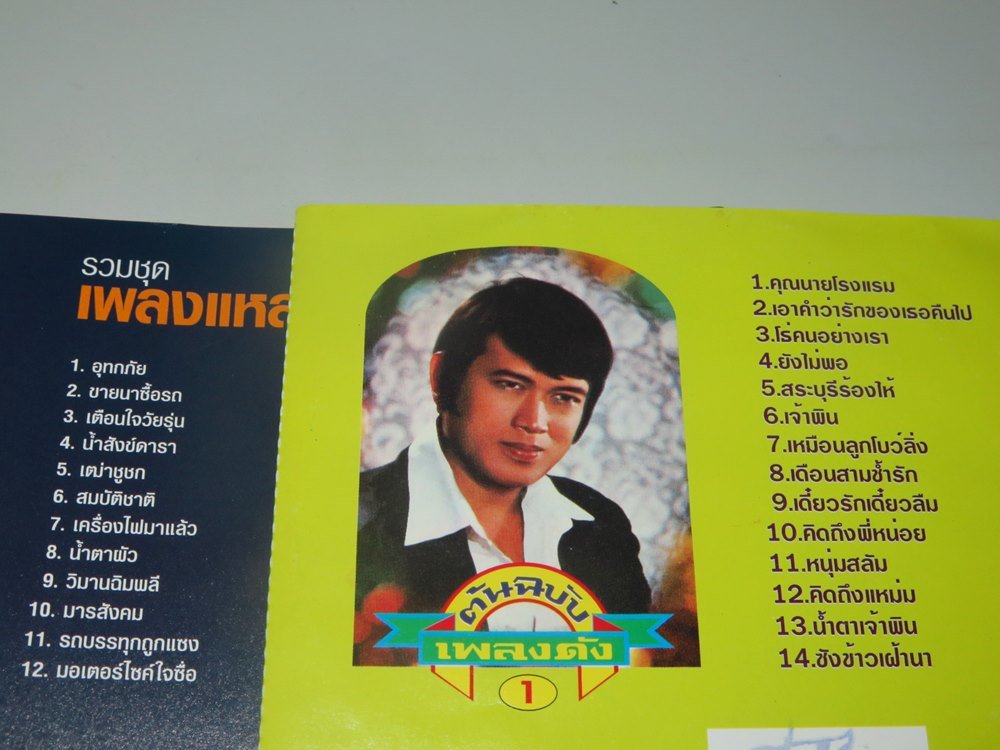 รวมชุด
เพลงแหล
1. อุทกภัย
2. ขายนาซื้อรถ
3. เตือนใจวัยรุ่น
4. น้ำสังข์ดารา
5. เฒ่าชูชก
6. สมบัติชาติ
7. เครื่องไฟมาแล้ว
8. น้ำตาผัว
9. วิมานฉิมพลี
10. มารสังคม
11. รถบรรทุกถูกแซง
12. มอเตอร์ไซค์ใจซื่อ
ต้นฉบับ
เพลงดัง
1
1.คุณนายโรงแรม
2.เอาคำว่ารักของเธอคืนไป
3.โธ่คนอย่างเรา
4.ยังไม่พอ
5.สระบุรีร้องไห้
6.เจ้าพิน
7.เหมือนลูกโบว์ลิ่ง
8.เดือนสามช้ำรัก
9.เดี๋ยวรักเดี๋ยวลืม
10.คิดถึงพี่หน่อย
11.หนุ่มสลัม
12.คิดถึงแหม่ม
13.น้ำตาเจ้าพิน
14.ซังข้าวเฝ้านา